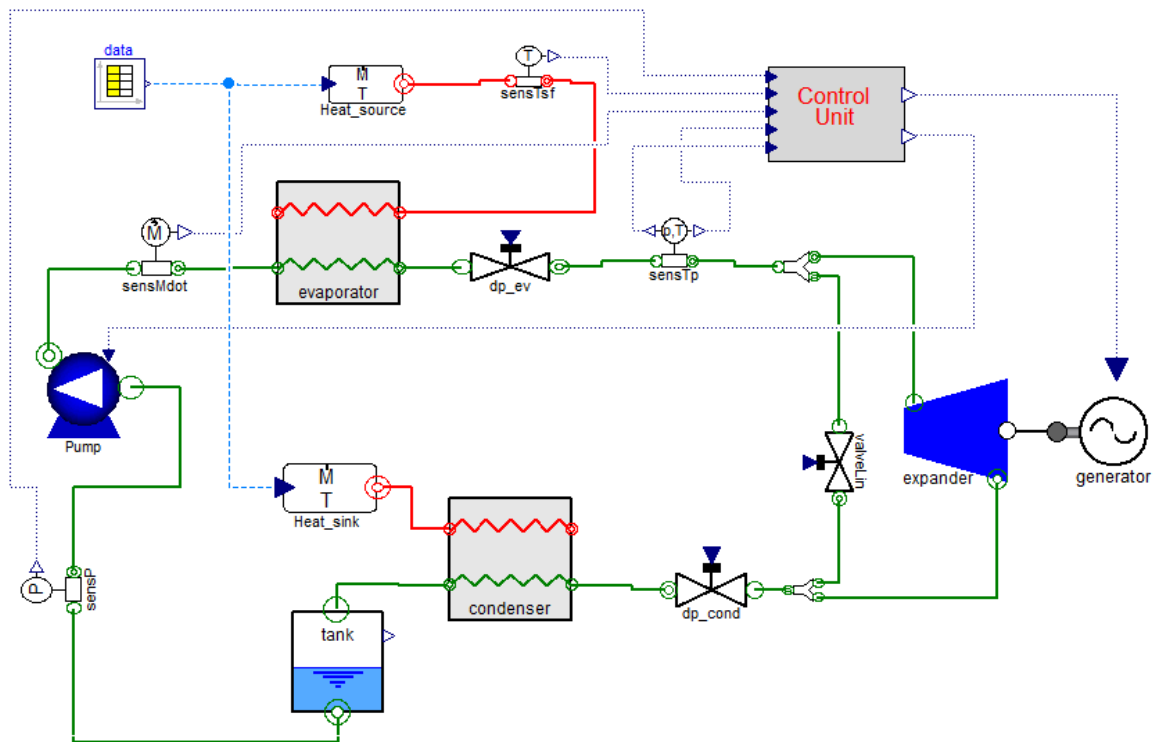 data
M
T
Heat_source
T
sensTsf
Control
Unit
M
sensMdot
evaporator
dp_ev
p,T
sensTp
Pump
valveLin
expander
generator
M
T
Heat_sink
P
sensP
condenser
dp_cond
tank